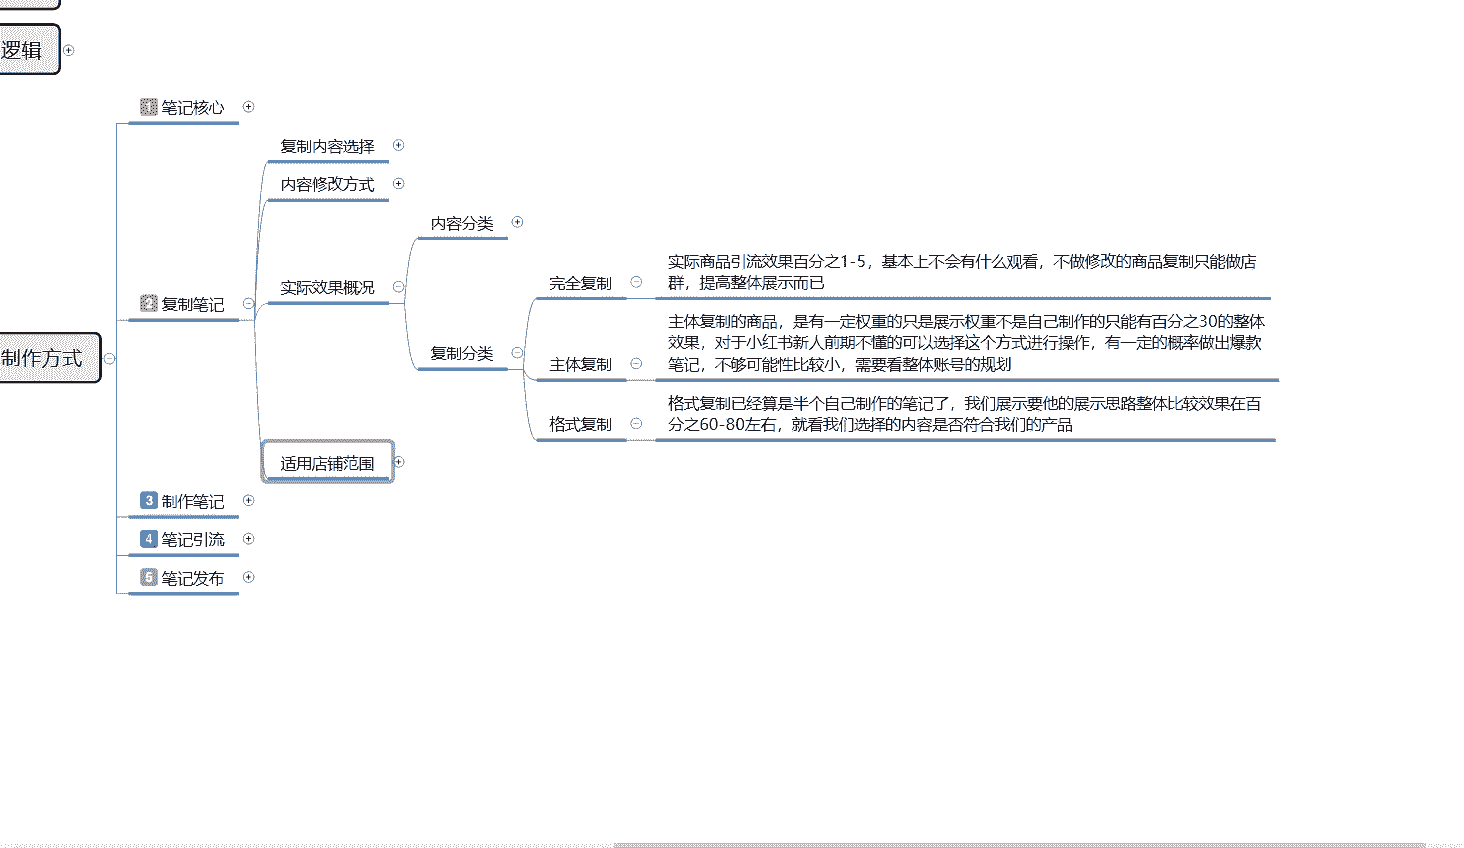 逻辑
1 笔记核心
复制内容选择
内容修改方式
内容分类
实际商品引流效果百分之1-5，基本上不会有什么观看，不做修改的商品复制只能做店
群，提高整体展示而已
完全复制
实际效果概况
2 复制笔记
主体复制的商品，是有一定权重的只是展示权重不是自己制作的只能有百分之30的整体
效果，对于小红书新人前期不懂的可以选择这个方式进行操作，有一定的概率做出爆款
笔记，不够可能性比较小，需要看整体账号的规划
复制分类
主体复制
制作方式
格式复制已经算是半个自己制作的笔记了，我们展示要他的展示思路整体比较效果在百
分之60-80左右，就看我们选择的内容是否符合我们的产品
格式复制
适用店铺范围
3 制作笔记
4 笔记引流
5 笔记发布